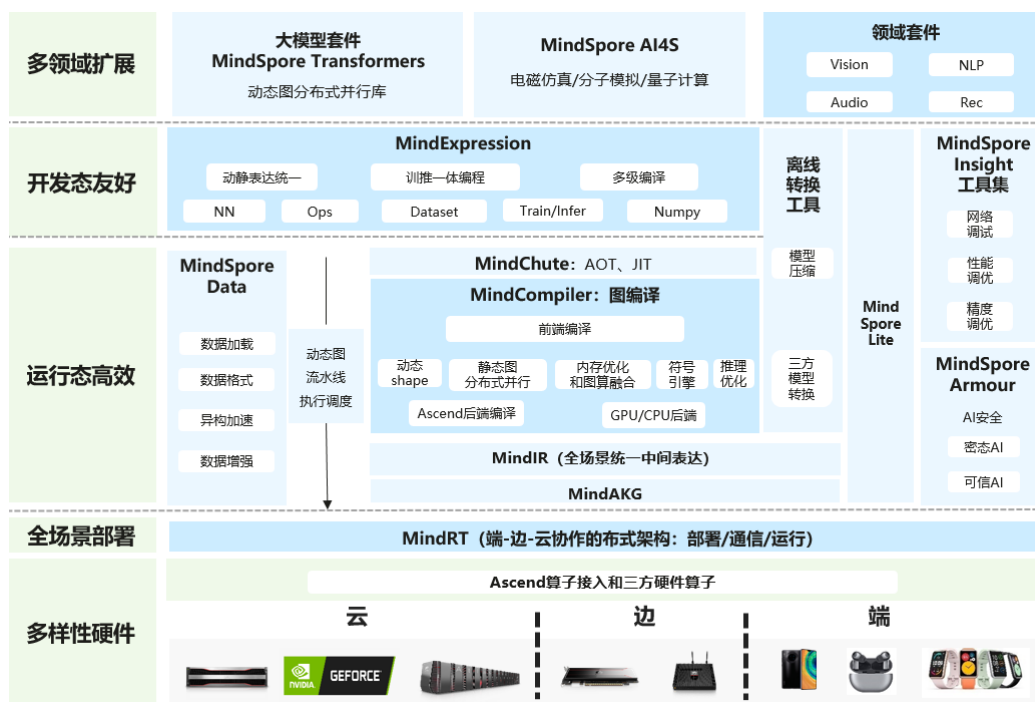 多领域扩展
大模型套件
MindSpore Transformers
动态图分布式并行库
MindSpore AI4S
电磁仿真/分子模拟/量子计算
领域套件
Vision
NLP
Audio
Rec
开发态友好
MindExpression
动静表达统一
训推一体编程
多级编译
NN
Ops
Dataset
Train/Infer
Numpy
离线
转换
工具
模型
压缩
三方
模型
转换
Mind
Spore
Lite
MindSpore
Insight
工具集
网络
调试
性能
调优
精度
调优
运行态高效
MindSpore
Data
数据加载
数据格式
异构加速
数据增强
动态图
流水线
执行调度
MindChute：AOT、JIT
MindCompiler：图编译
前端编译
动态
shape
静态图
分布式并行
内存优化
和图算融合
符号
引擎
推理
优化
Ascend后端编译
GPU/CPU后端
MindIR（全场景统一中间表达）
MindAKG
MindSpore
Armour
AI安全
密态AI
可信AI
全场景部署
MindRT（端-边-云协作的布式架构：部署/通信/运行）
多样性硬件
Ascend算子接入和三方硬件算子
云
边
端
NVIDIA
GEFORCE